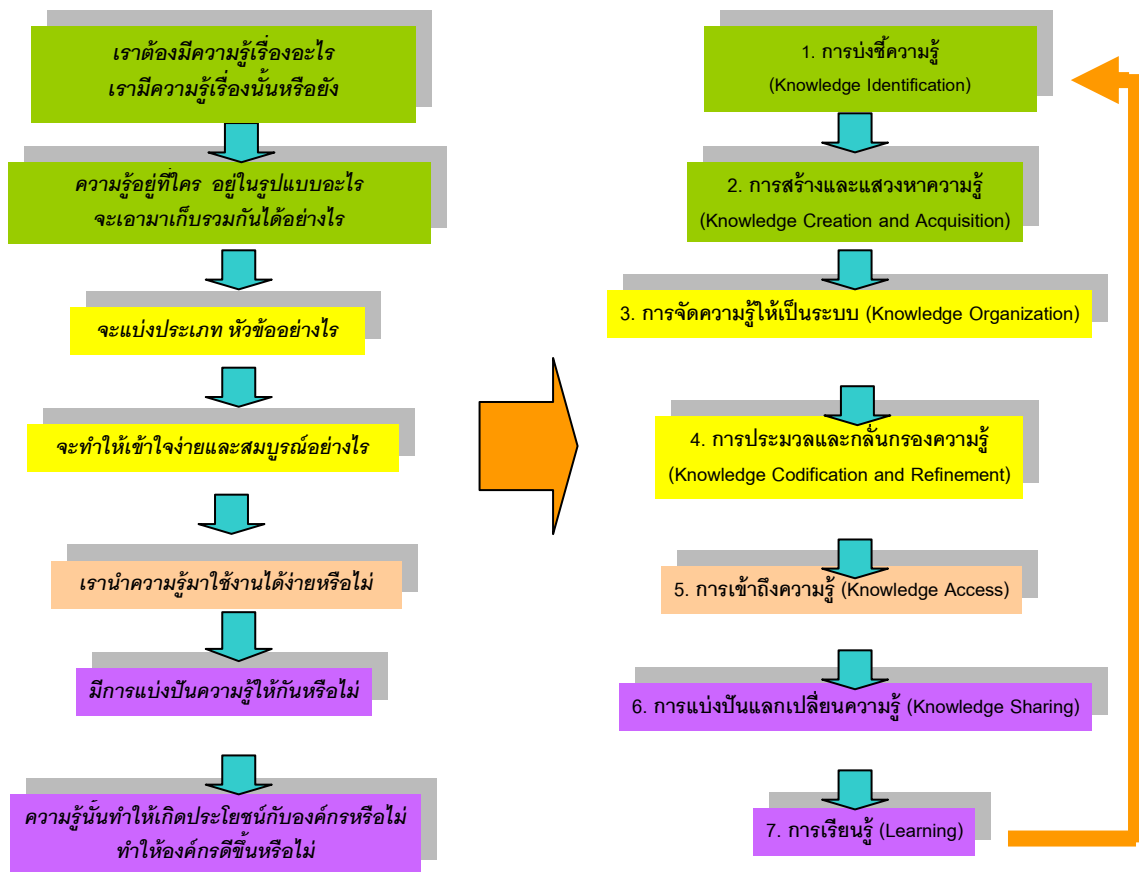 เราต้องมีความรู้เรื่องอะไร
เรามีความรู้เรื่องนั้นหรือยัง
ความรู้อยู่ที่ใคร อยู่ในรูปแบบอะไร
จะเอามาเก็บรวมกันได้อย่างไร
จะแบ่งประเภท หัวข้ออย่างไร
จะทำให้เข้าใจง่ายและสมบูรณ์อย่างไร
เรานำความรู้มาใช้งานได้ง่ายหรือไม่
มีการแบ่งปันความรู้ให้กันหรือไม่
ความรู้นั้นทำให้เกิดประโยชน์กับองค์กรหรือไม่
ทำให้องค์กรดีขึ้นหรือไม่
1. การบ่งชี้ความรู้
(Knowledge Identification)
2. การสร้างและแสวงหาความรู้
(Knowledge Creation and Acquisition)
3. การจัดความรู้ให้เป็นระบบ (Knowledge Organization)
4. การประมวลและกลั่นกรองความรู้
(Knowledge Codification and Refinement)
5. การเข้าถึงความรู้ (Knowledge Access)
6. การแบ่งปันแลกเปลี่ยนความรู้ (Knowledge Sharing)
7. การเรียนรู้ (Learning)